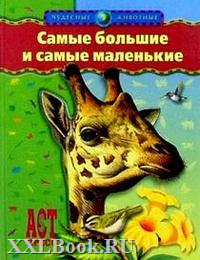 ЧУДЕСНЫЕ ЖИВОТНЫЕ
Самые большие
и самые маленькие
АСТ
XXLBook.RU